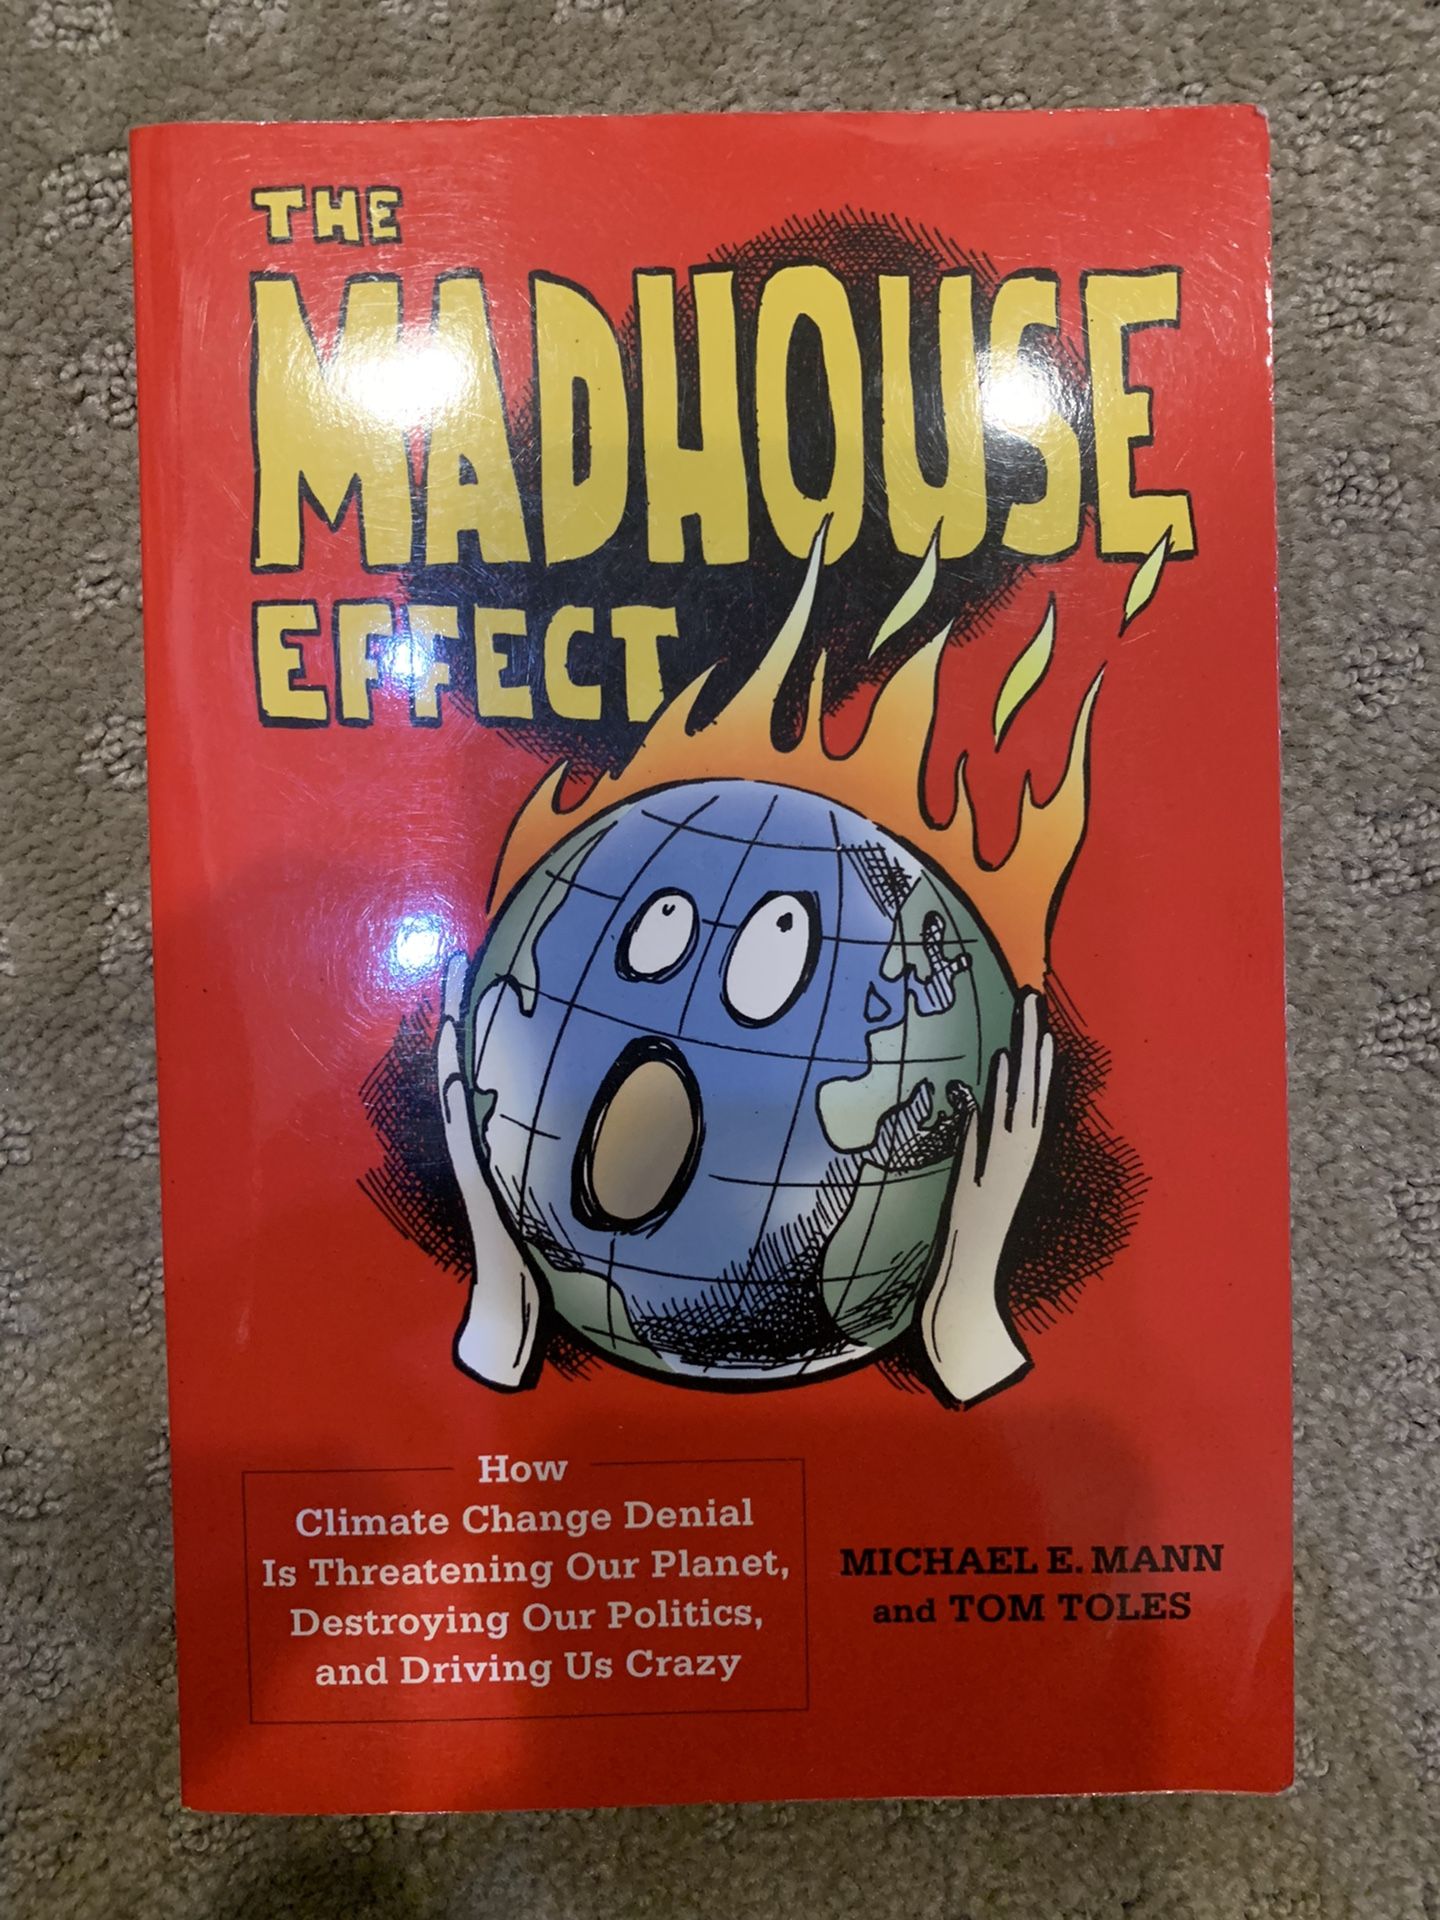 THE
MADHOUSE
EFFECT
How
Climate Change Denial
Is Threatening Our Planet,
Destroying Our Politics,
and Driving Us Crazy
MICHAEL E. MANN
and TOM TOLES